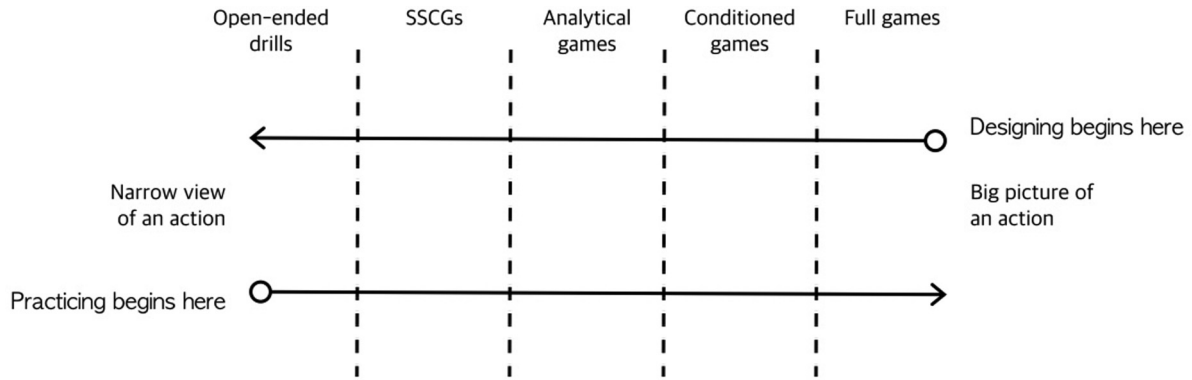 Open-ended
drills
SSCGs
Analytical
games
Conditioned
games
Full games
Designing begins here
Narrow view
of an action
Big picture of
an action
Practicing begins here